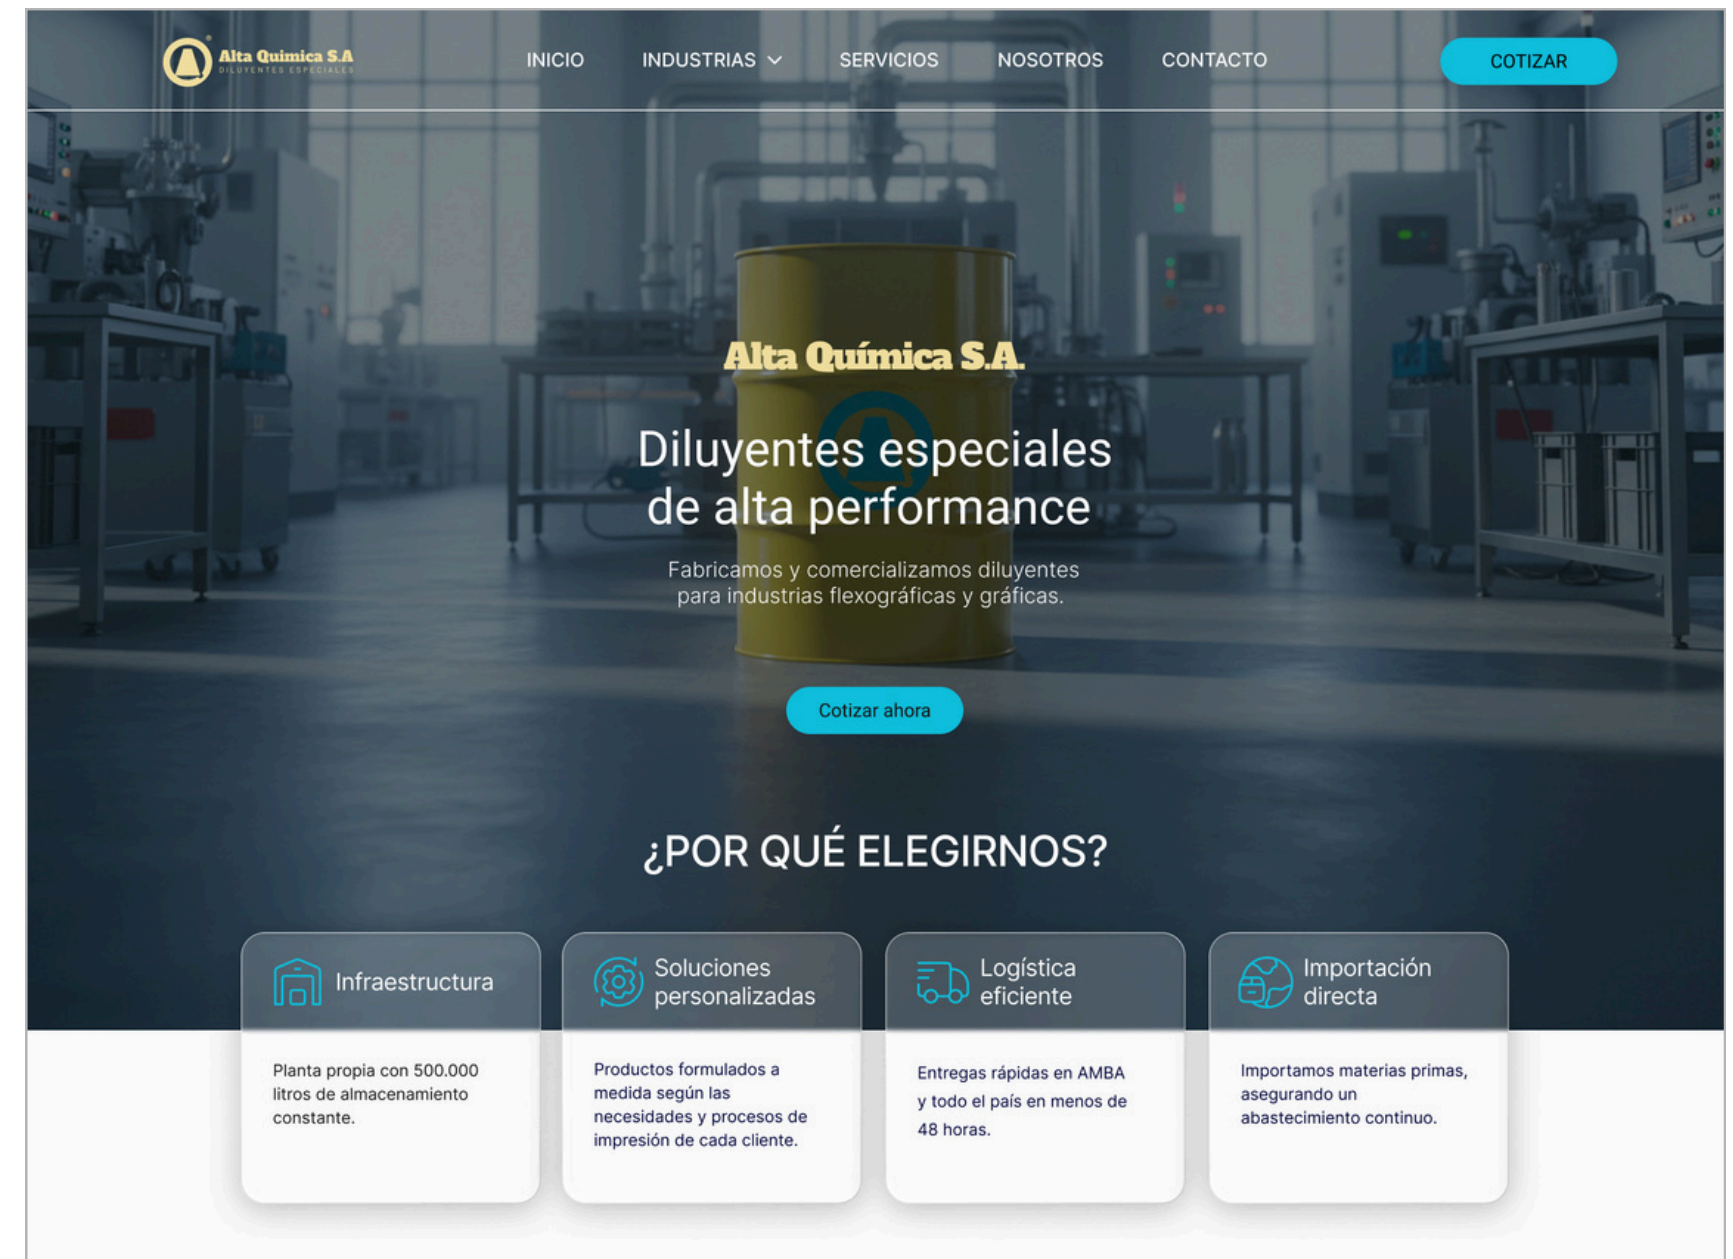 Alta Quimica S.A
DILUYENTES ESPECIALES
INICIO
INDUSTRIAS
SERVICIOS
NOSOTROS
CONTACTO
COTIZAR
Alta Química S.A.
Diluyentes especiales
de alta performance
Fabricamos y comercializamos diluyentes
para industrias flexográficas y gráficas.
Cotizar ahora
¿POR QUÉ ELEGIRNOS?
Infraestructura
Planta propia con 500.000
litros de almacenamiento
constante.
Soluciones
personalizadas
Productos formulados a
medida según las
necesidades y procesos de
impresión de cada cliente.
Logística
eficiente
Entregas rápidas en AMBA
y todo el país en menos de
48 horas.
Importación
directa
Importamos materias primas,
asegurando un
abastecimiento continuo.